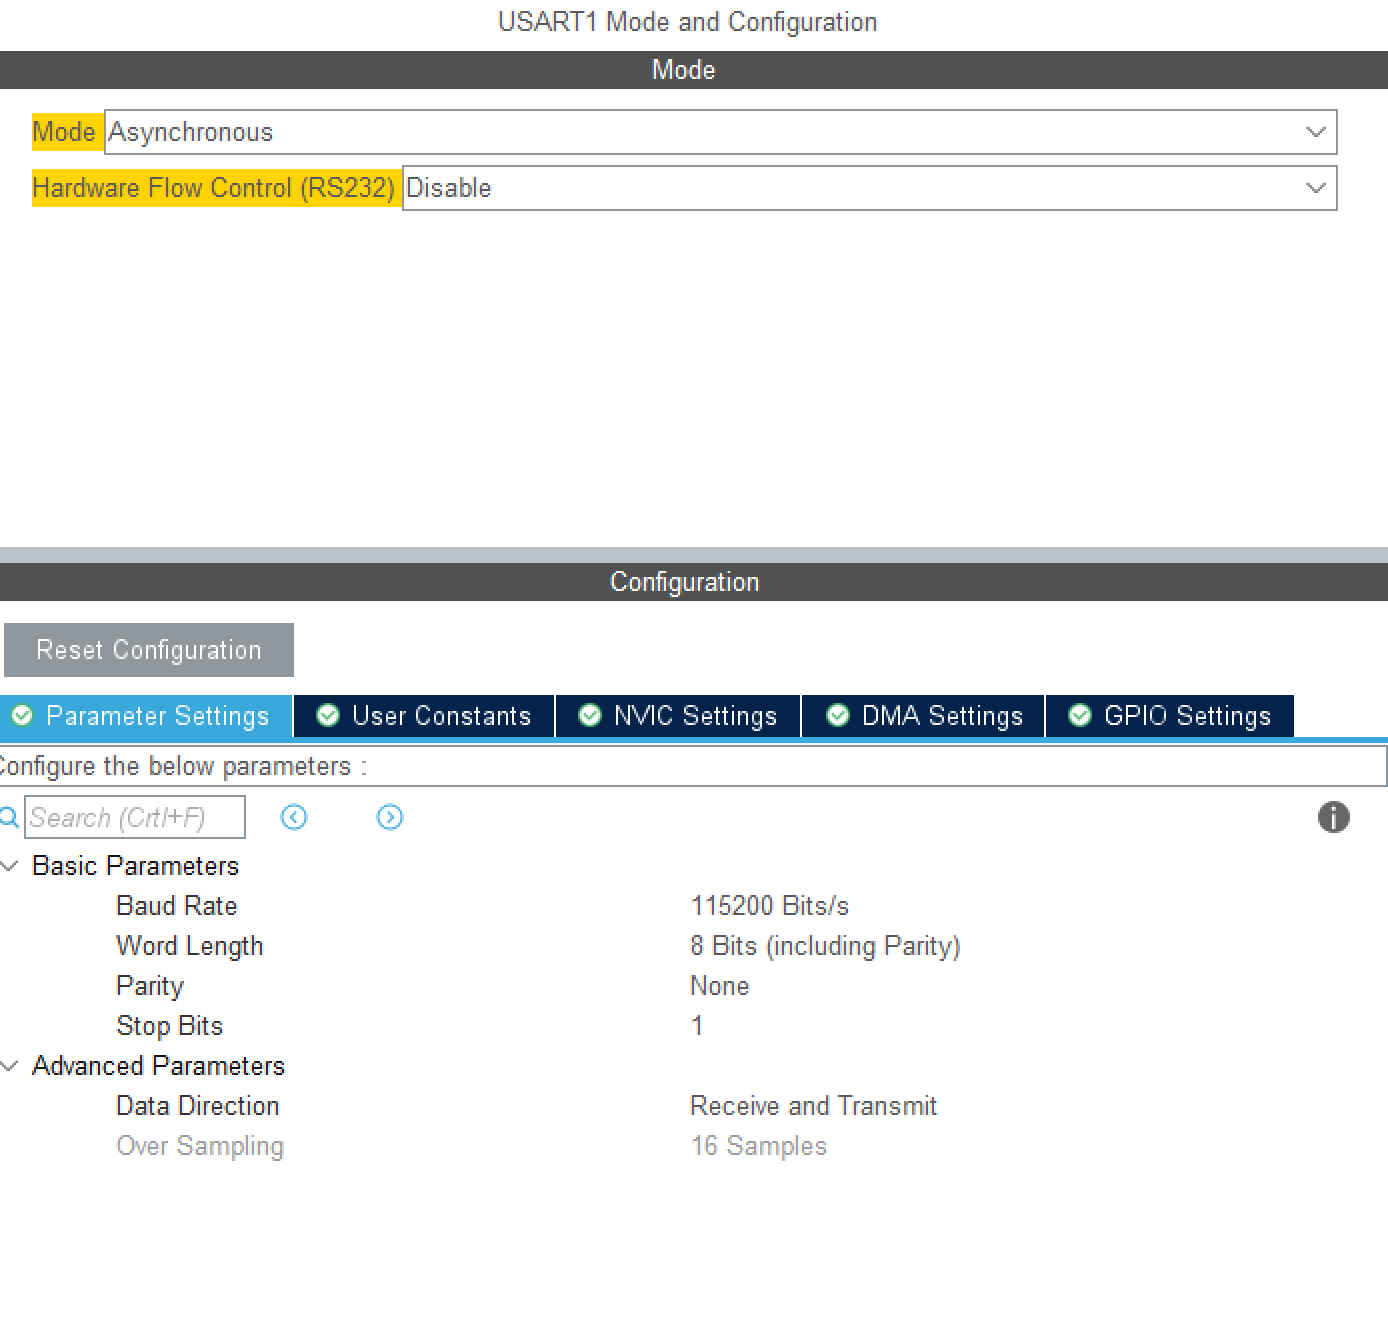 USART1 Mode and Configuration
Mode
Mode Asynchronous
Hardware Flow Control (RS232) Disable
Configuration
Reset Configuration
Parameter Settings User Constants NVIC Settings DMA Settings GPIO Settings
Configure the below parameters :
Search (Crtl+F)
Basic Parameters
Baud Rate 115200 Bits/s
Word Length 8 Bits (including Parity)
Parity None
Stop Bits 1
Advanced Parameters
Data Direction Receive and Transmit
Over Sampling 16 Samples